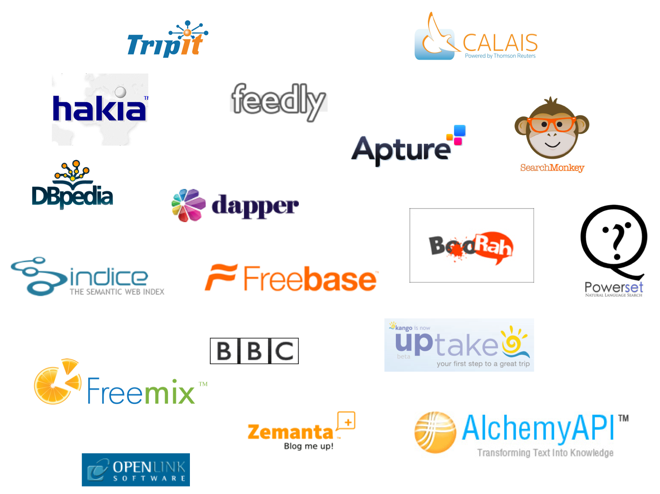 Tripit
CALAIS
Powered by Thomson Reuters
hakia™
feedly
Apture
SearchMonkey
DBpedia
dapper
BooRah
Sindice
THE SEMANTIC WEB INDEX
Freebase
Powerset
NATURAL LANGUAGE SEARCH
BBC
kango is now
uptake
beta
your first step to a great trip
Freemix™
Zemanta
Blog me up!
AlchemyAPI™
Transforming Text Into Knowledge
OPENLINK
SOFTWARE